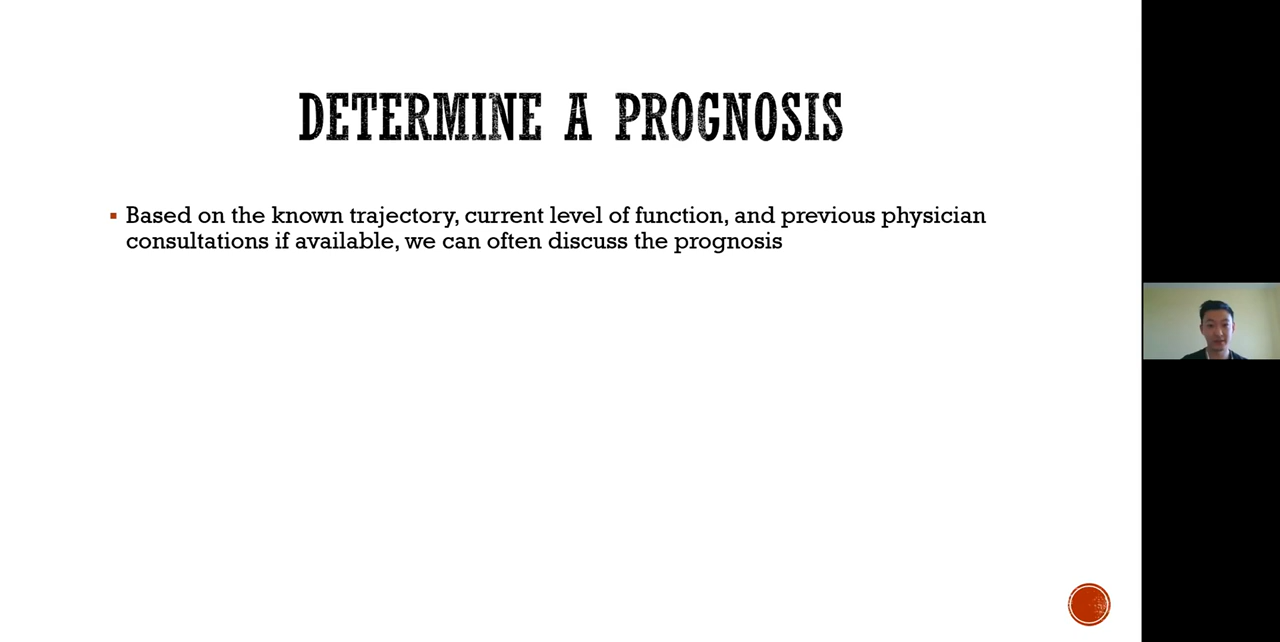 DETERMINE A PROGNOSIS
Based on the known trajectory, current level of function, and previous physician
consultations if available, we can often discuss the prognosis